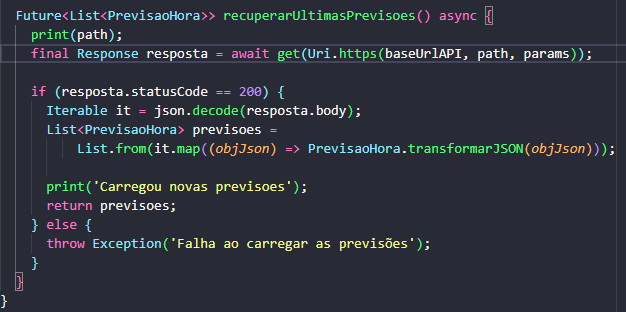 Future<List<PrevisaoHora>> recuperarUltimasPrevisoes() async {
print(path);
final Response resposta = await get(Uri.https(baseUrlAPI, path, params));
if (resposta.statusCode == 200) {
Iterable it = json.decode(resposta.body);
List<PrevisaoHora> previsoes =
List.from(it.map((objJson) => PrevisaoHora.transformarJSON(objJson)));
print('Carregou novas previsoes');
return previsoes;
} else {
throw Exception('Falha ao carregar as previsões');
}
}
}